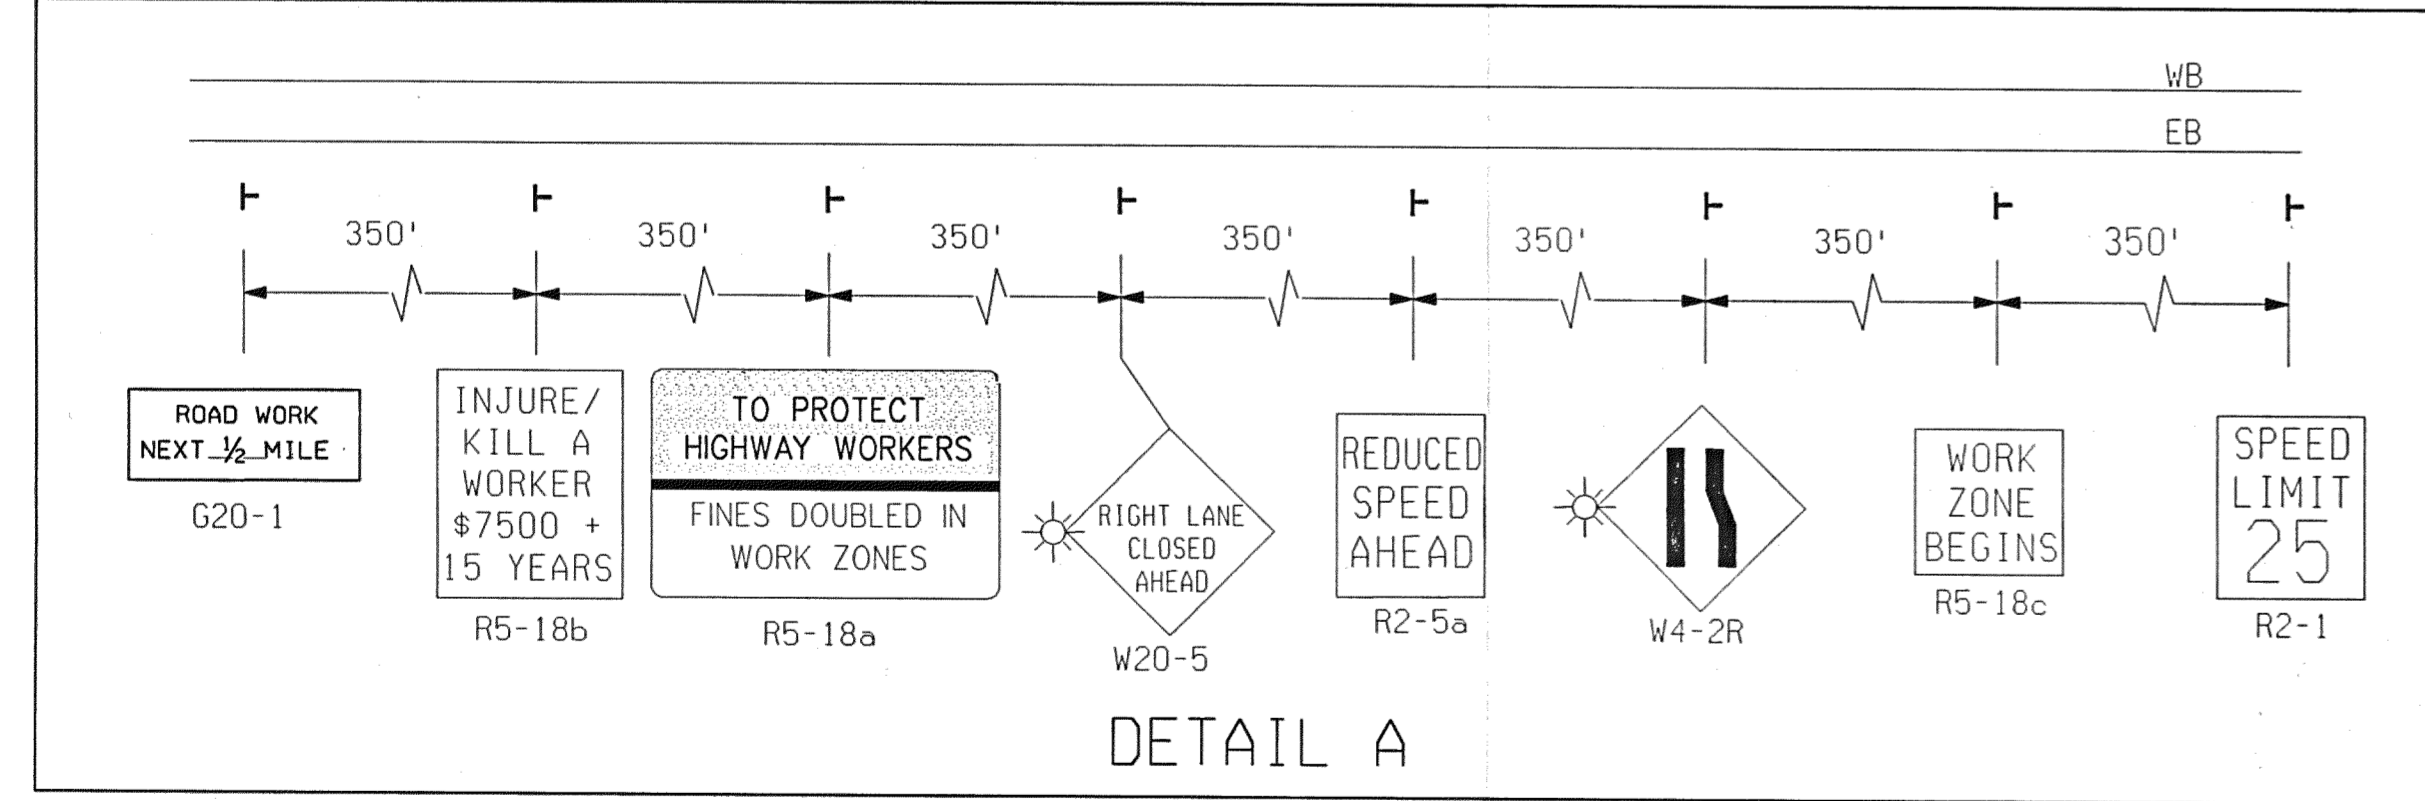 WB
EB
350' 350' 350' 350' 350' 350' 350'
ROAD WORK
NEXT 1/2 MILE
G20-1
INJURE/
KILL A
WORKER
$7500 +
15 YEARS
R5-18b
TO PROTECT
HIGHWAY WORKERS
FINES DOUBLED IN
WORK ZONES
R5-18a
RIGHT LANE
CLOSED
AHEAD
W20-5
REDUCED
SPEED
AHEAD
R2-5a
W4-2R
WORK
ZONE
BEGINS
R5-18c
SPEED
LIMIT
25
R2-1
DETAIL A